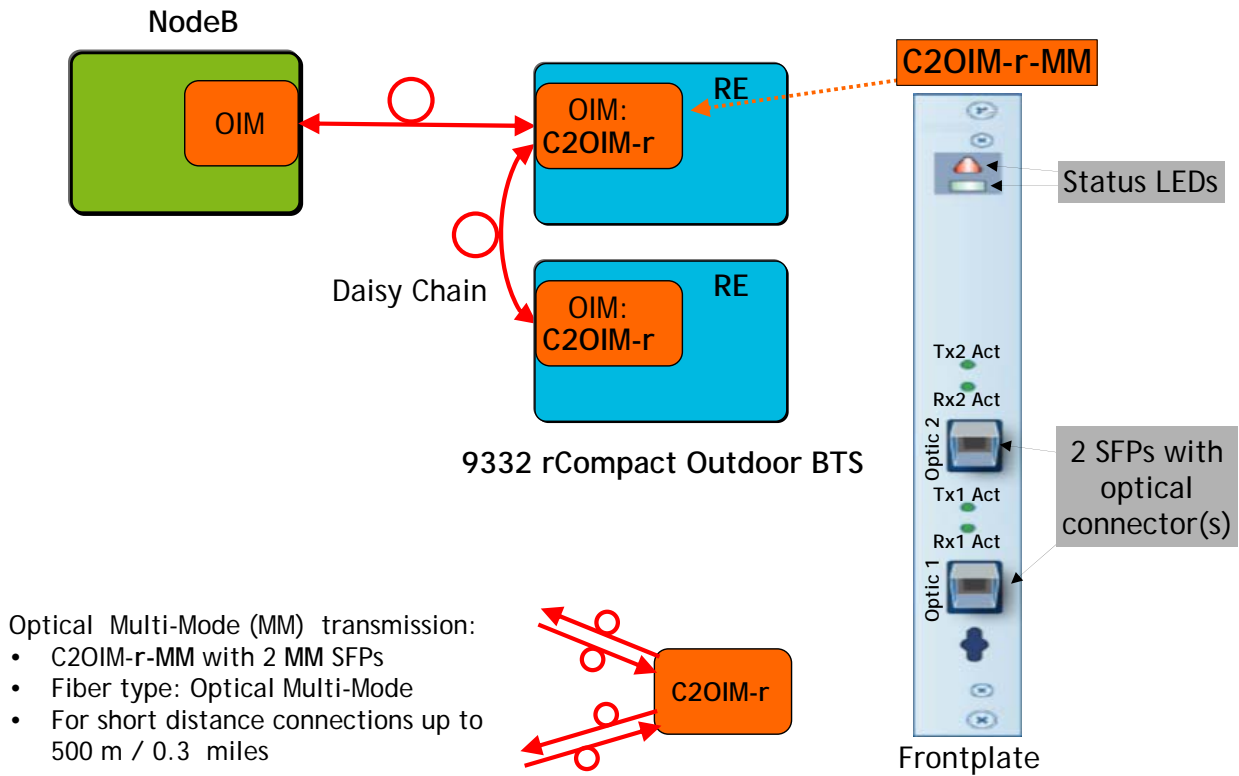 NodeB
OIM
OIM:
C2OIM-r
RE
C2OIM-r-MM
Status LEDs
Daisy Chain
OIM:
C2OIM-r
RE
9332 rCompact Outdoor BTS
Tx2 Act
Rx2 Act
Optic 2
Tx1 Act
Rx1 Act
Optic 1
2 SFPs with
optical
connector(s)
Frontplate
Optical Multi-Mode (MM) transmission:
• C2OIM-r-MM with 2 MM SFPs
• Fiber type: Optical Multi-Mode
• For short distance connections up to
500 m / 0.3 miles
C2OIM-r